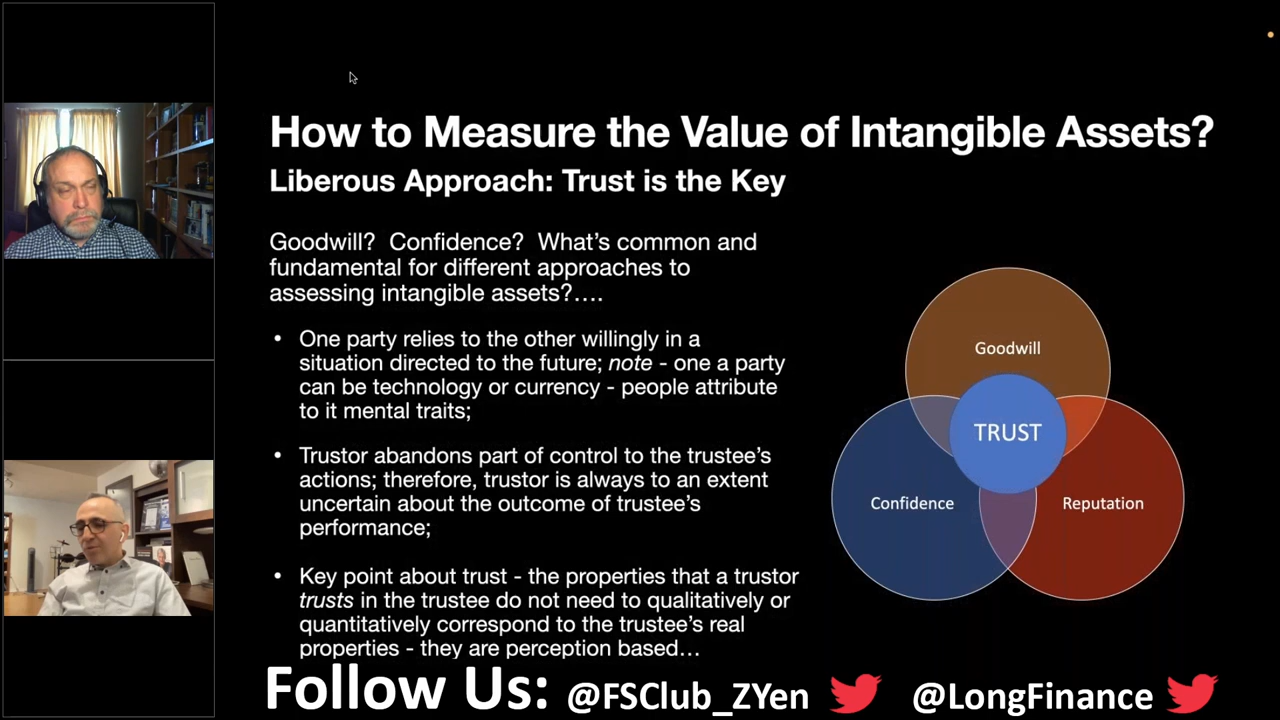 How to Measure the Value of Intangible Assets?
Liberous Approach: Trust is the Key
Goodwill?  Confidence?  What's common and
fundamental for different approaches to
assessing intangible assets?….
• One party relies to the other willingly in a
situation directed to the future; note - one a party
can be technology or currency - people attribute
to it mental traits;
• Trustor abandons part of control to the trustee's
actions; therefore, trustor is always to an extent
uncertain about the outcome of trustee's
performance;
• Key point about trust - the properties that a trustor
trusts in the trustee do not need to qualitatively or
quantitatively correspond to the trustee's real
properties - they are perception based…
Goodwill
TRUST
Confidence
Reputation
Follow Us: @FSClub_ZYen @LongFinance